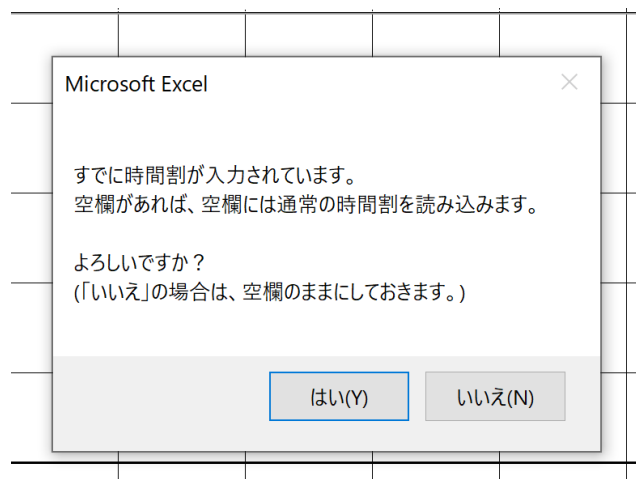 Microsoft Excel
すでに時間割が入力されています。
空欄があれば、空欄には通常の時間割を読み込みます。
よろしいですか？
(「いいえ」の場合は、空欄のままにしておきます。)
はい(Y)
いいえ(N)